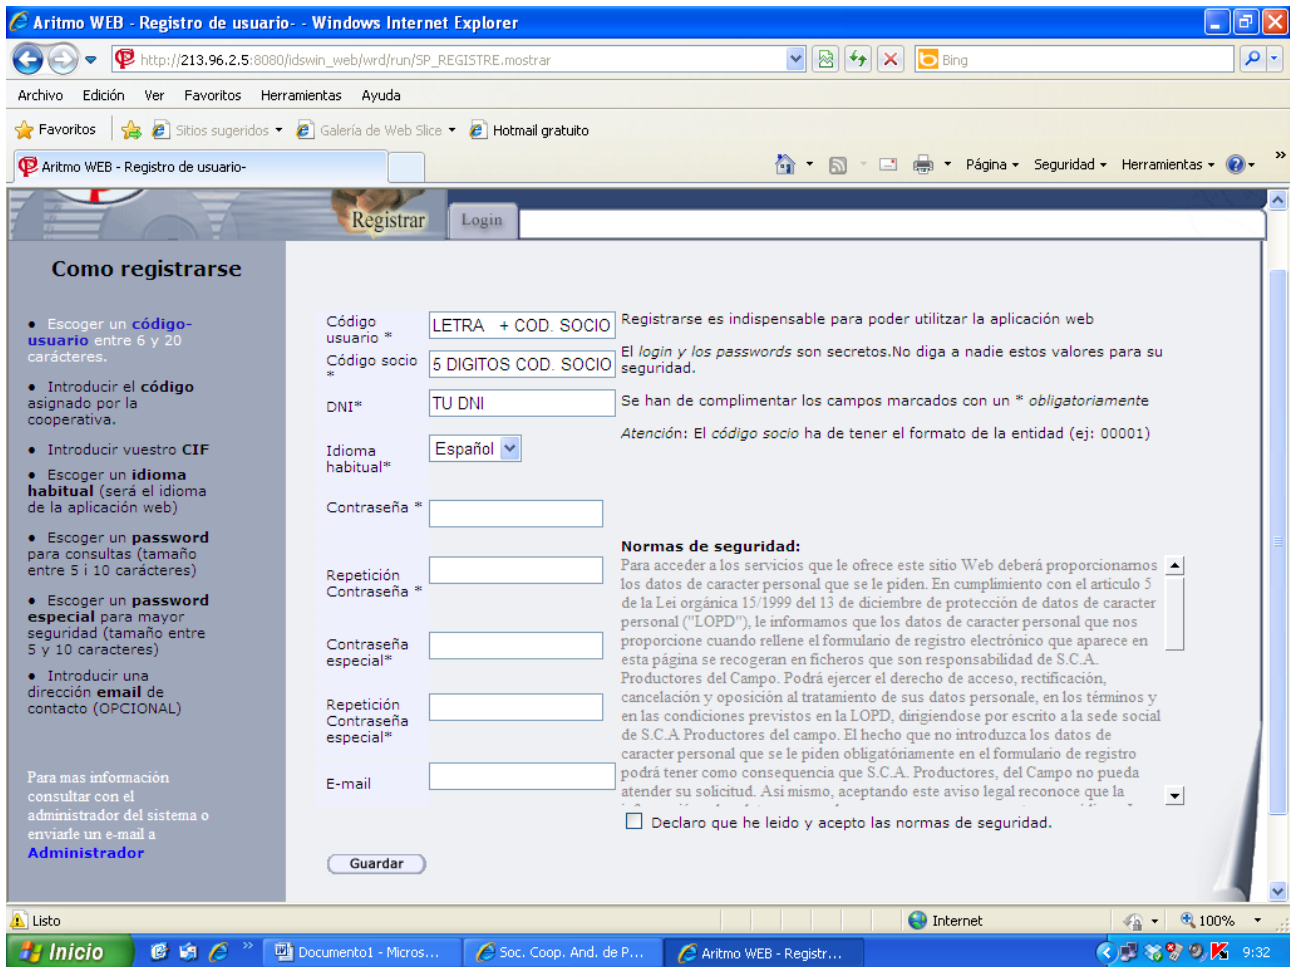 Aritmo WEB - Registro de usuario- - Windows Internet Explorer
http://213.96.2.5:8080/idswin_web/wrd/run/SP_REGISTRE.mostrar
Bing
Archivo Edición Ver Favoritos Herramientas Ayuda
Favoritos Sitios sugeridos Galería de Web Slice Hotmail gratuito
Aritmo WEB - Registro de usuario-
Página Seguridad Herramientas »
Registrar Login
Como registrarse
• Escoger un código-
usuario entre 6 y 20
carácteres.
• Introducir el código
asignado por la
cooperativa.
• Introducir vuestro CIF
• Escoger un idioma
habitual (será el idioma
de la aplicación web)
• Escoger un password
para consultas (tamaño
entre 5 i 10 carácteres)
• Escoger un password
especial para mayor
seguridad (tamaño entre
5 y 10 caracteres)
• Introducir una
dirección email de
contacto (OPCIONAL)
Para mas información
consultar con el
administrador del sistema o
enviarle un e-mail a
Administrador
Código
usuario *
LETRA + COD. SOCIO
Código socio
*
5 DIGITOS COD. SOCIO
DNI*
TU DNI
Idioma
habitual*
Español
Contraseña *
Repetición
Contraseña *
Contraseña
especial*
Repetición
Contraseña
especial*
E-mail
Guardar
Registrarse es indispensable para poder utilitzar la aplicación web
El login y los passwords son secretos.No diga a nadie estos valores para su
seguridad.
Se han de complimentar los campos marcados con un * obligatoriamente
Atención: El código socio ha de tener el formato de la entidad (ej: 00001)
Normas de seguridad:
Para acceder a los servicios que le ofrece este sitio Web deberá proporcionarnos
los datos de caracter personal que se le piden. En cumplimiento con el articulo 5
de la Lei orgánica 15/1999 del 13 de diciembre de protección de datos de caracter
personal ("LOPD"), le informamos que los datos de caracter personal que nos
proporcione cuando rellene el formulario de registro electrónico que aparece en
esta página se recogeran en ficheros que son responsabilidad de S.C.A.
Productores del Campo. Podrá ejercer el derecho de acceso, rectificación,
cancelación y oposición al tratamiento de sus datos personale, en los términos y
en las condiciones previstos en la LOPD, dirigiendose por escrito a la sede social
de S.C.A Productores del campo. El hecho que no introduzca los datos de
caracter personal que se le piden obligatóriamente en el formulario de registro
podrá tener como consecuencia que S.C.A. Productores, del Campo no pueda
atender su solicitud. Asi mismo, aceptando este aviso legal reconoce que la
Declaro que he leido y acepto las normas de seguridad.
Listo Internet 100%
Inicio » Documento1 - Micros... Soc. Coop. And. de P... Aritmo WEB - Registr... 9:32